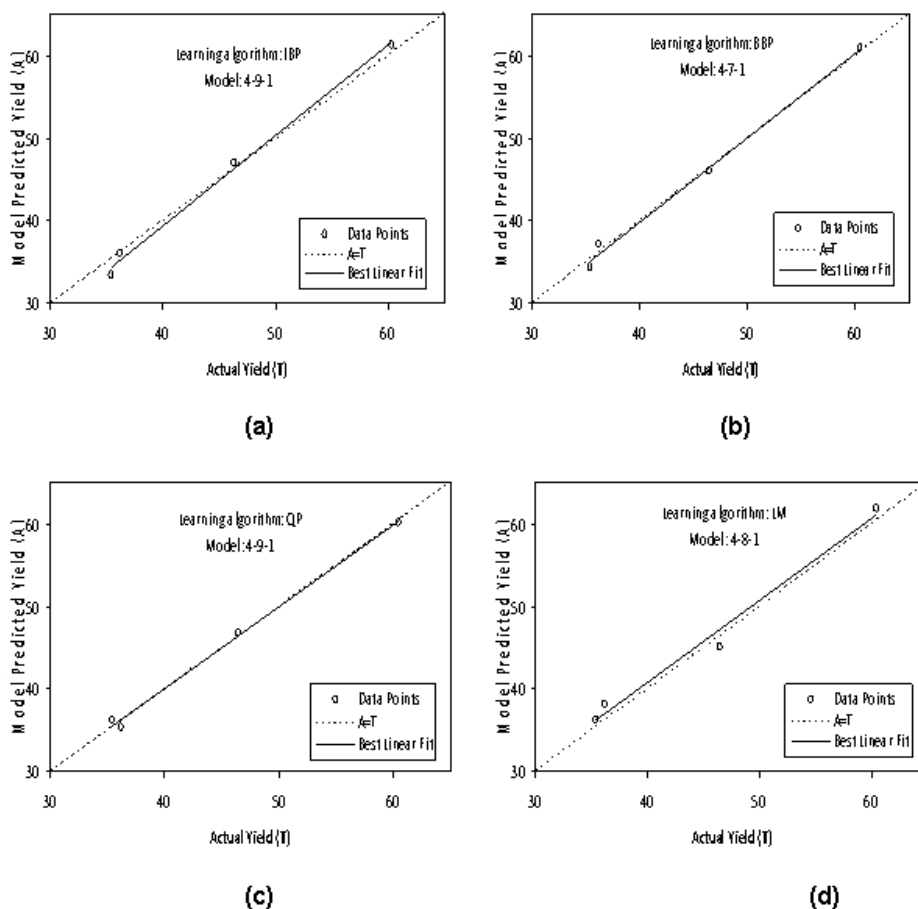 Learning algorithm: IBP
Model: 4-9-1
Model Predicted Yield (A)
60
50
40
30
Data Points
A=T
Best Linear Fit
30 40 50 60
Actual Yield (T)
(a)
Learning algorithm: BBP
Model: 4-7-1
Model Predicted Yield (A)
60
50
40
30
Data Points
A=T
Best Linear Fit
30 40 50 60
Actual Yield (T)
(b)
Learning algorithm: QP
Model: 4-9-1
Model Predicted Yield (A)
60
50
40
30
Data Points
A=T
Best Linear Fit
30 40 50 60
Actual Yield (T)
(c)
Learning algorithm: LM
Model: 4-8-1
Model Predicted Yield (A)
60
50
40
30
Data Points
A=T
Best Linear Fit
30 40 50 60
Actual Yield (T)
(d)